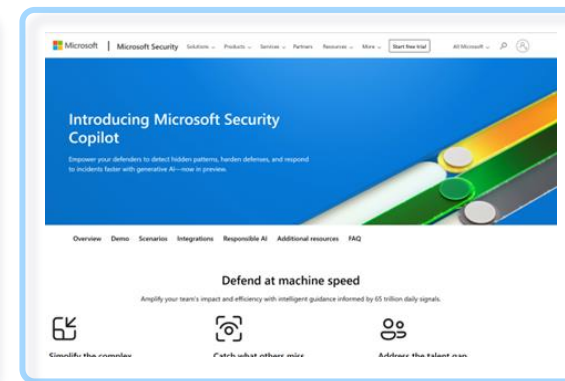 Microsoft | Microsoft Security Solutions Products Services Partners Resources More Start free trial All Microsoft
Introducing Microsoft Security
Copilot
Empower your defenders to detect hidden patterns, harden defenses, and respond
to incidents faster with generative AI—now in preview.
Overview Demo Scenarios Integrations Responsible AI Additional resources FAQ
Defend at machine speed
Amplify your team's impact and efficiency with intelligent guidance informed by 65 trillion daily signals.
Simplify the complex Catch what others miss Address the talent gap